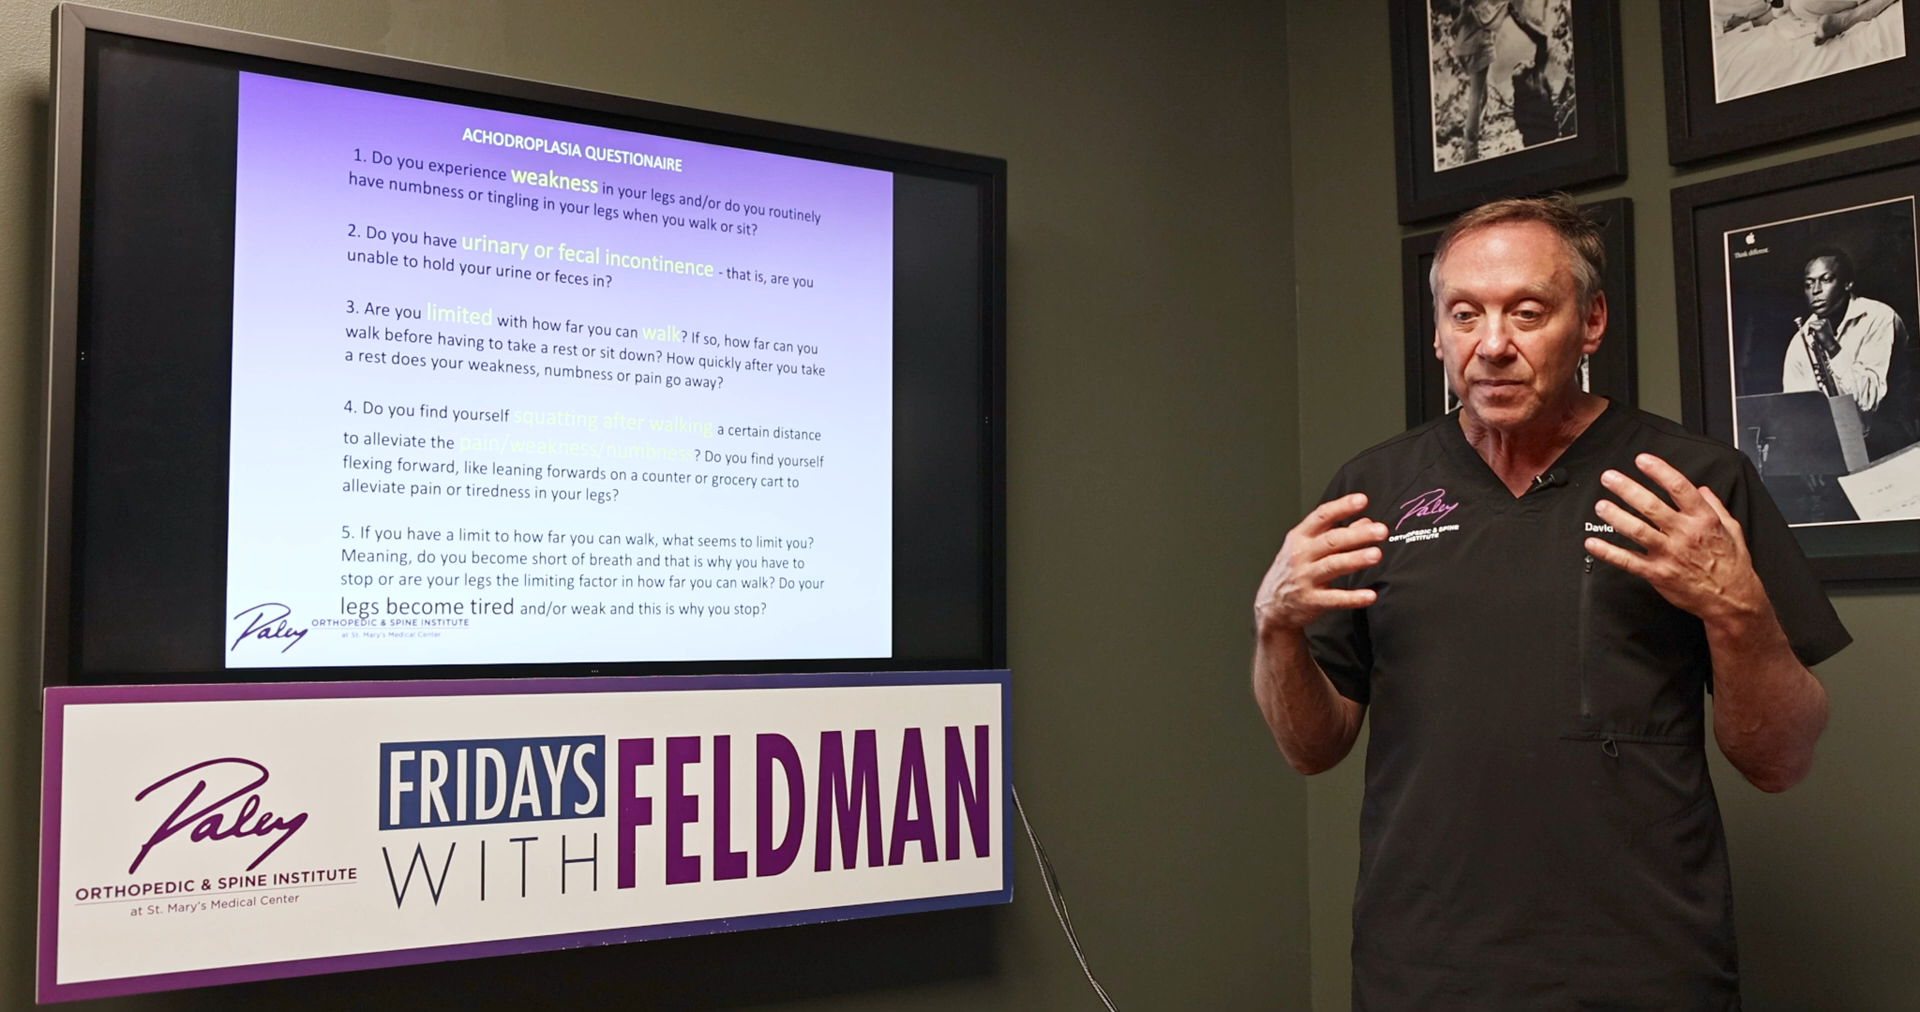 ACHODROPLASIA QUESTIONAIRE
1. Do you experience weakness in your legs and/or do you routinely
have numbness or tingling in your legs when you walk or sit?
2. Do you have urinary or fecal incontinence - that is, are you
unable to hold your urine or feces in?
3. Are you limited with how far you can walk? If so, how far can you
walk before having to take a rest or sit down? How quickly after you take
a rest does your weakness, numbness or pain go away?
4. Do you find yourself squatting after walking a certain distance
to alleviate the pain/weakness/numbness? Do you find yourself
flexing forward, like leaning forwards on a counter or grocery cart to
alleviate pain or tiredness in your legs?
5. If you have a limit to how far you can walk, what seems to limit you?
Meaning, do you become short of breath and that is why you have to
stop or are your legs the limiting factor in how far you can walk? Do your
legs become tired and/or weak and this is why you stop?
Paley
ORTHOPEDIC & SPINE INSTITUTE
at St. Mary's Medical Center
Paley
ORTHOPEDIC & SPINE INSTITUTE
at St. Mary's Medical Center
FRIDAYS
WITH
FELDMAN
Paley
ORTHOPEDIC & SPINE
INSTITUTE
David
Think different.